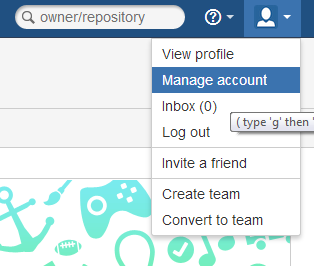 owner/repository
View profile
Manage account
Inbox (0)
( type 'g' then '
Log out
Invite a friend
Create team
Convert to team